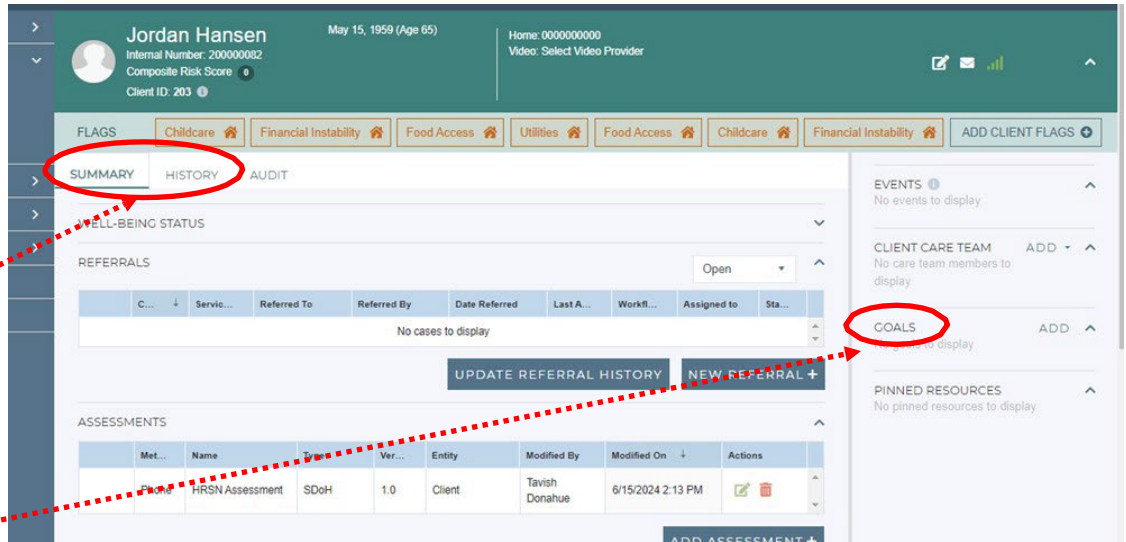 Jordan Hansen
May 15, 1959 (Age 65)
Home: 0000000000
Internal Number: 200000082
Video: Select Video Provider
Composite Risk Score 0
Client ID: 203
FLAGS Childcare Financial Instability Food Access Utilities Food Access Childcare Financial Instability ADD CLIENT FLAGS
SUMMARY HISTORY AUDIT
WELL-BEING STATUS
REFERRALS
Open
C... Servic... Referred To Referred By Date Referred Last A... Workfl... Assigned to Sta...
No cases to display
UPDATE REFERRAL HISTORY NEW REFERRAL +
ASSESSMENTS
Met... Name Type Ver... Entity Modified By Modified On Actions
Phone HRSN Assessment SDoH 1.0 Client Tavish Donahue 6/15/2024 2:13 PM
ADD ASSESSMENT +
EVENTS
No events to display
CLIENT CARE TEAM ADD
No care team members to
display
GOALS ADD
No goals to display
PINNED RESOURCES
No pinned resources to display